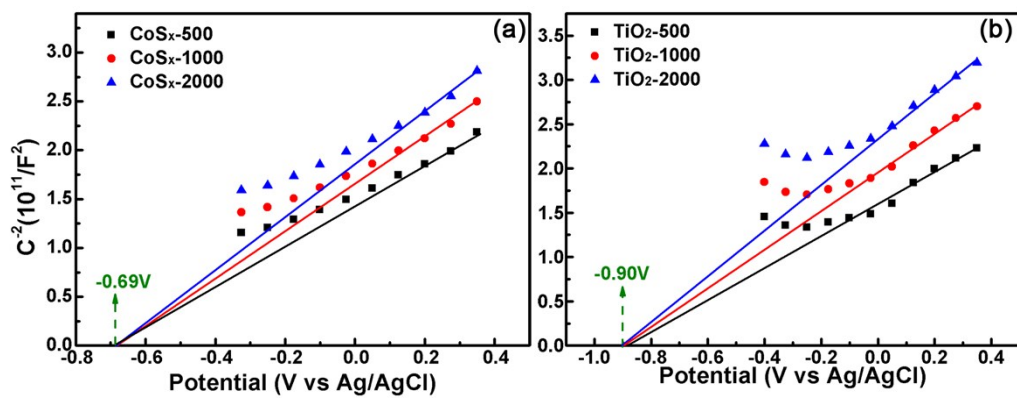 (a)
CoSₓ-500
CoSₓ-1000
CoSₓ-2000
3.0
2.5
2.0
1.5
1.0
0.5
0.0
C⁻²(10¹¹/F²)
-0.69V
-0.8 -0.6 -0.4 -0.2 0.0 0.2 0.4
Potential (V vs Ag/AgCl)
(b)
TiO₂-500
TiO₂-1000
TiO₂-2000
3.5
3.0
2.5
2.0
1.5
1.0
0.5
0.0
-0.90V
-1.0 -0.8 -0.6 -0.4 -0.2 0.0 0.2 0.4
Potential (V vs Ag/AgCl)